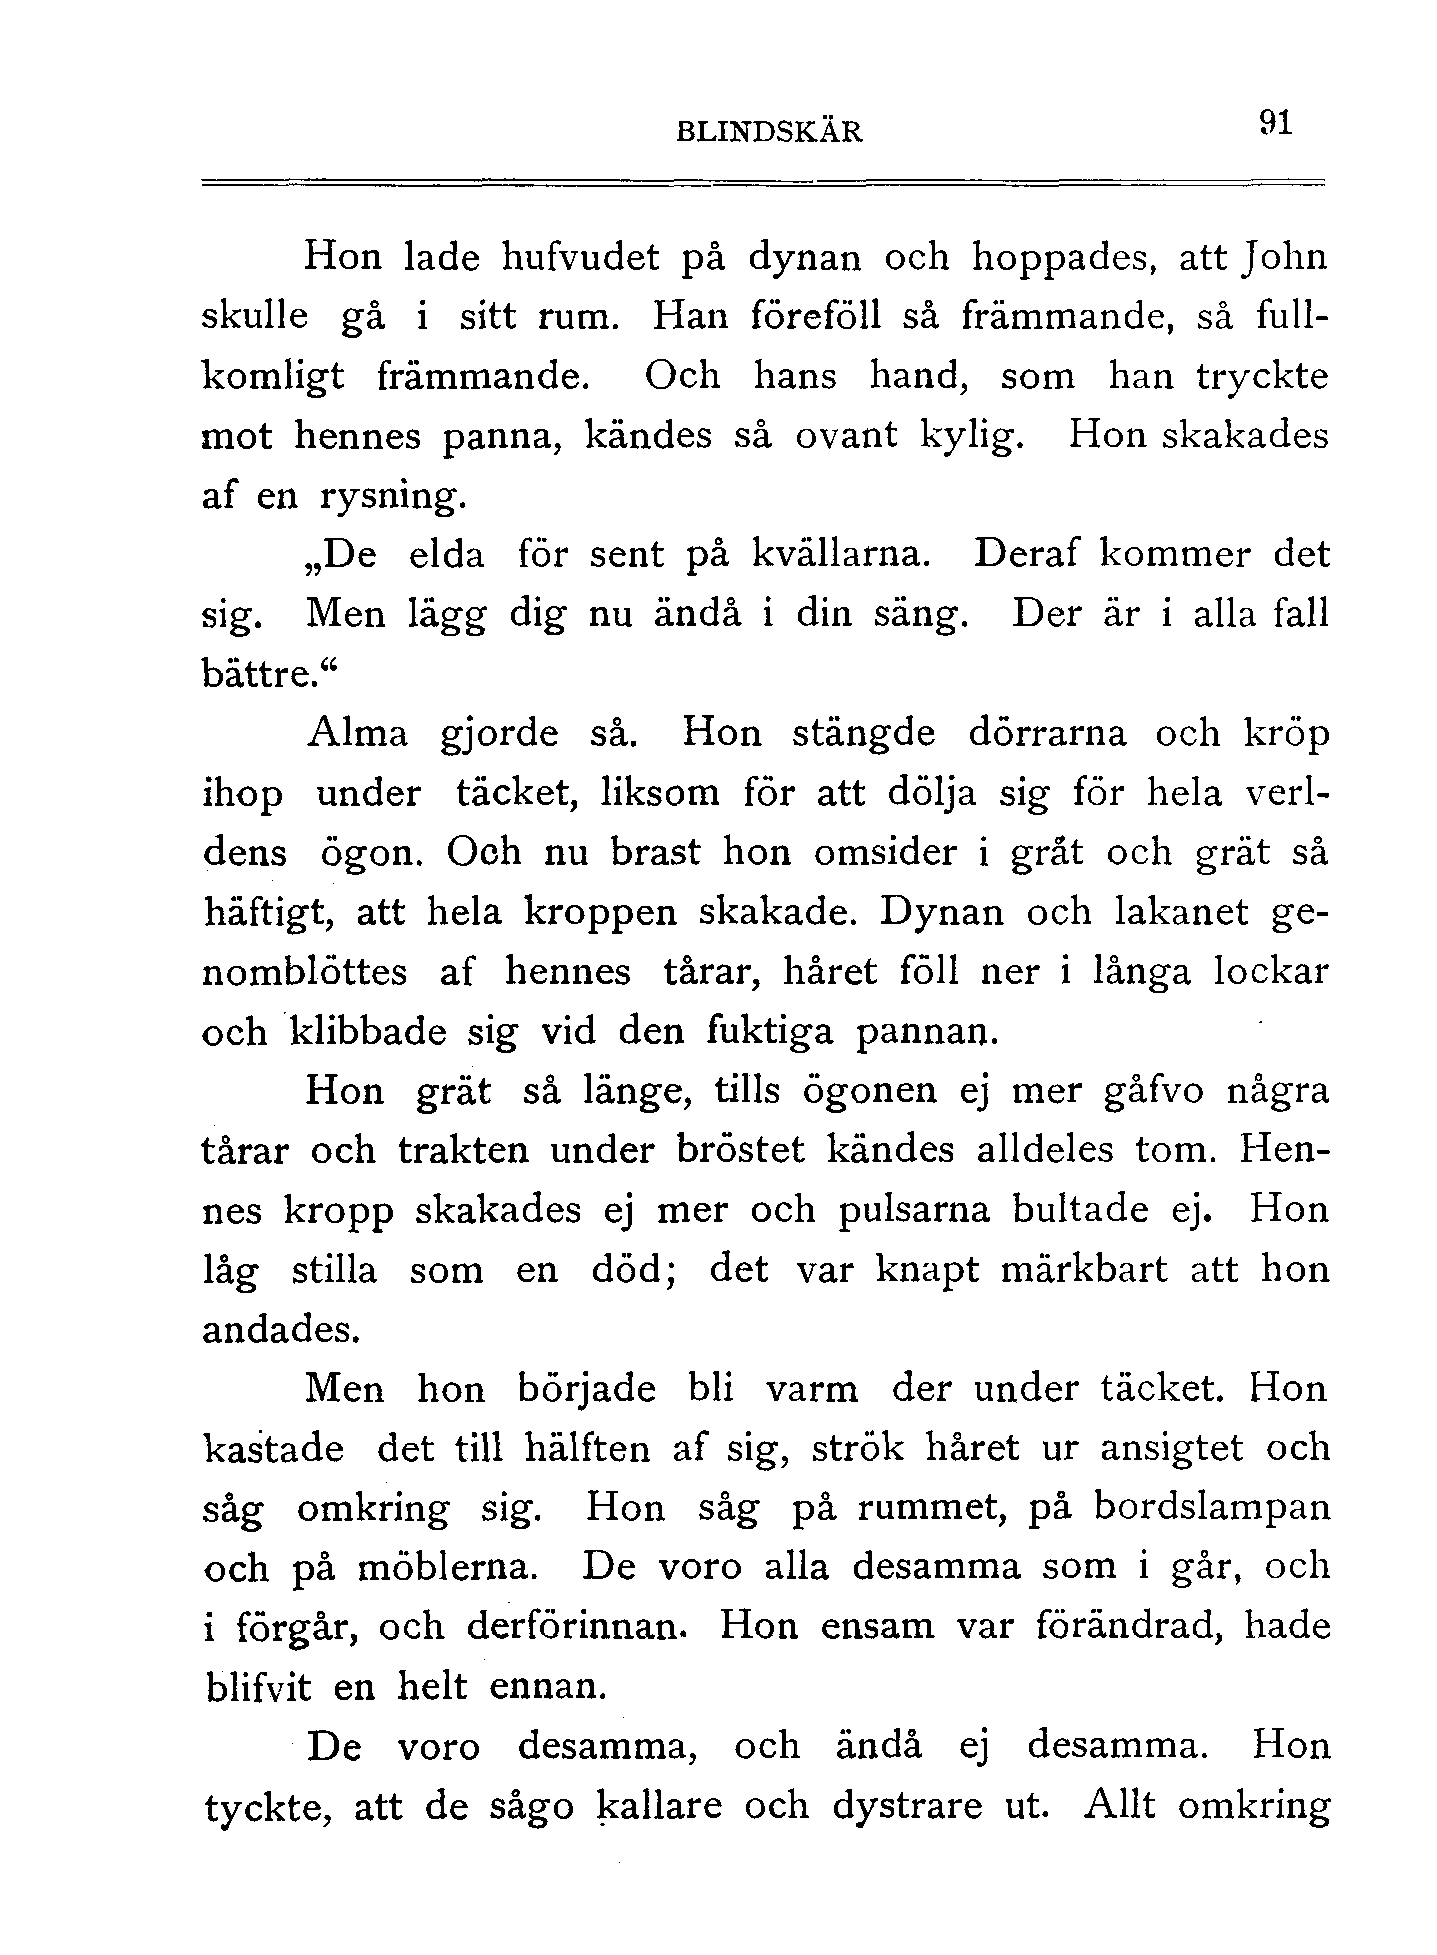 BLINDSKÄR 91
Hon lade hufvudet på dynan och hoppades, att John
skulle gå i sitt rum. Han föreföll så främmande, så full-
komligt främmande. Och hans hand, som han tryckte
mot hennes panna, kändes så ovant kylig. Hon skakades
af en rysning.
„De elda för sent på kvällarna. Deraf kommer det
sig. Men lägg dig nu ändå i din säng. Der är i alla fall
bättre.“
Alma gjorde så. Hon stängde dörrarna och kröp
ihop under täcket, liksom för att dölja sig för hela verl-
dens ögon. Och nu brast hon omsider i gråt och grät så
häftigt, att hela kroppen skakade. Dynan och lakanet ge-
nomblöttes af hennes tårar, håret föll ner i långa lockar
och klibbade sig vid den fuktiga pannan.
Hon grät så länge, tills ögonen ej mer gåfvo några
tårar och trakten under bröstet kändes alldeles tom. Hen-
nes kropp skakades ej mer och pulsarna bultade ej. Hon
låg stilla som en död; det var knapt märkbart att hon
andades.
Men hon började bli varm der under täcket. Hon
kastade det till hälften af sig, strök håret ur ansigtet och
såg omkring sig. Hon såg på rummet, på bordslampan
och på möblerna. De voro alla desamma som i går, och
i förgår, och derförinnan. Hon ensam var förändrad, hade
blifvit en helt ennan.
De voro desamma, och ändå ej desamma. Hon
tyckte, att de sågo kallare och dystrare ut. Allt omkring